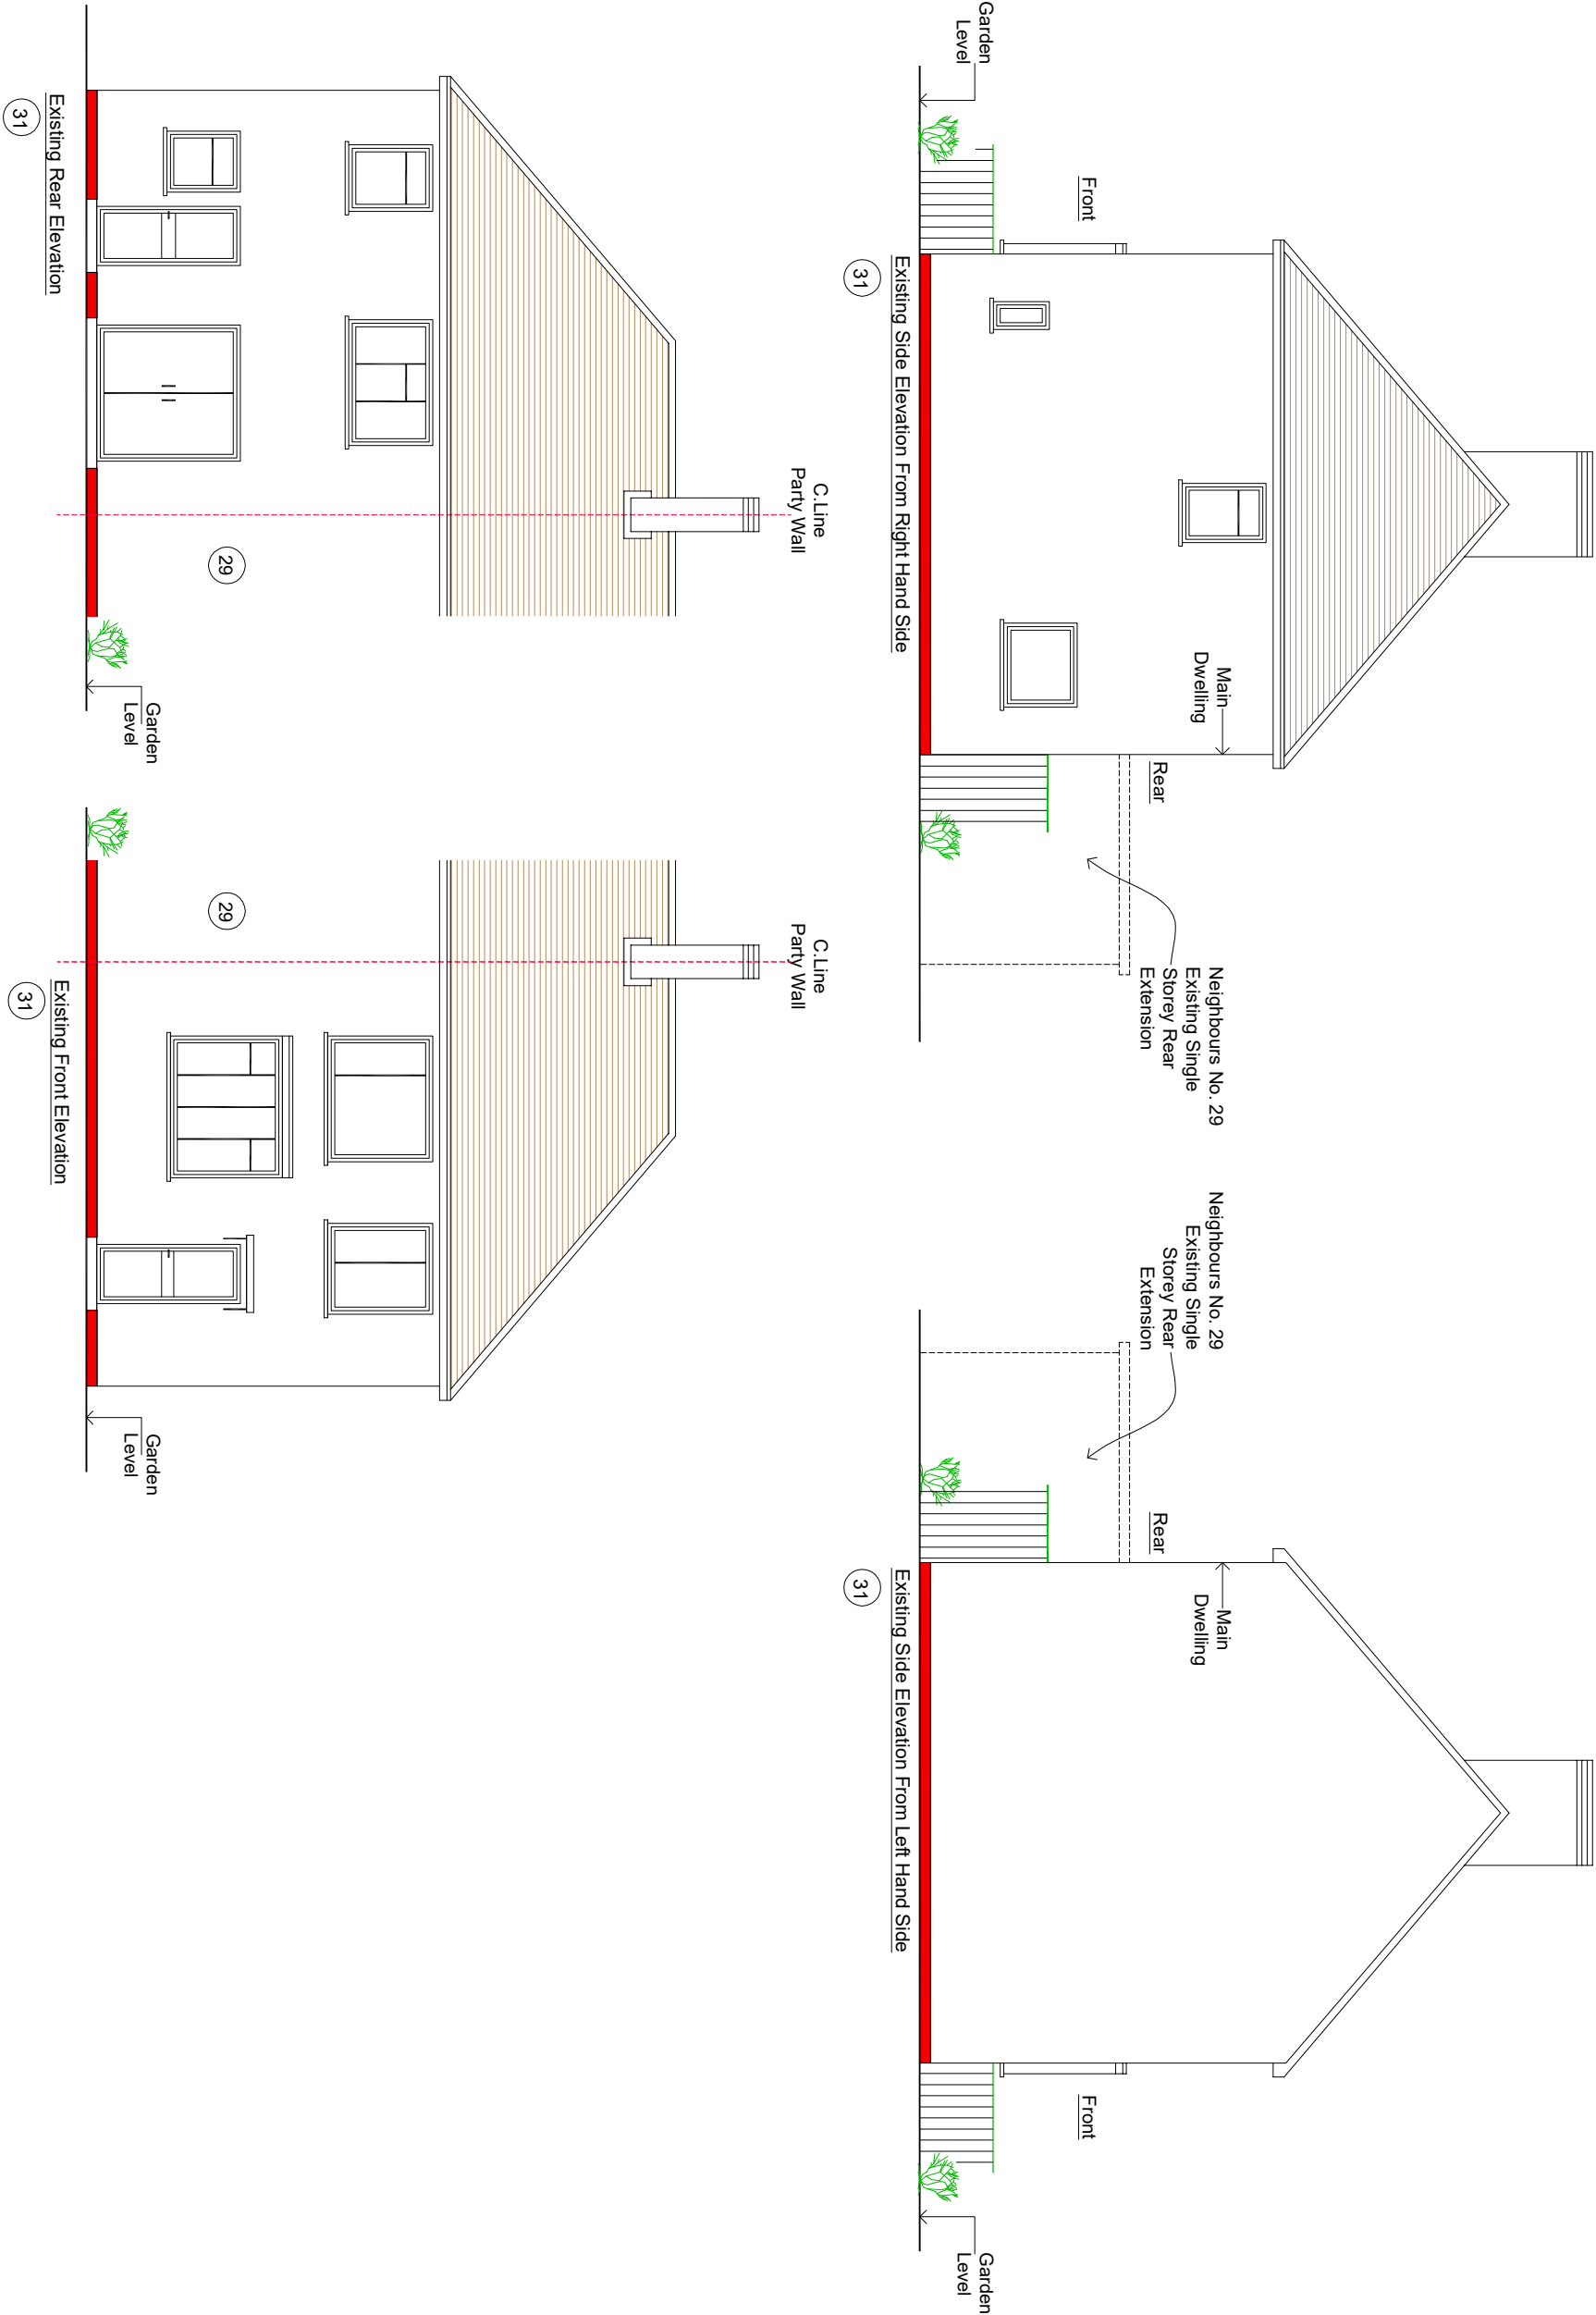 Garden
Level
Front
Existing Side Elevation From Right Hand Side
31
Main
Dwelling
Rear
Neighbours No. 29
Existing Single
Storey Rear
Extension
Neighbours No. 29
Existing Single
Storey Rear
Extension
Rear
Main
Dwelling
Existing Side Elevation From Left Hand Side
31
Front
Garden
Level
C.Line
Party Wall
29
Existing Rear Elevation
31
Garden
Level
C.Line
Party Wall
29
Existing Front Elevation
31
Garden
Level